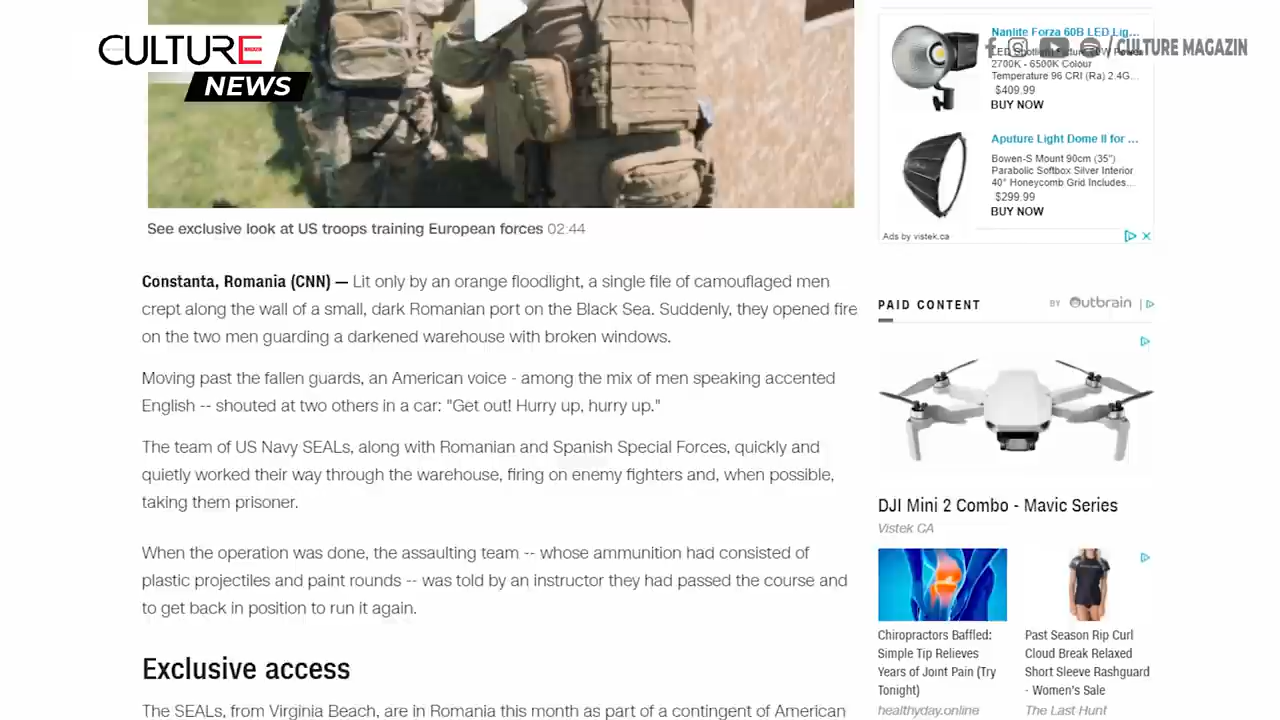 CULTURE
NEWS
/CULTURE MAGAZIN
See exclusive look at US troops training European forces 02:44
Constanta, Romania (CNN) — Lit only by an orange floodlight, a single file of camouflaged men
crept along the wall of a small, dark Romanian port on the Black Sea. Suddenly, they opened fire
on the two men guarding a darkened warehouse with broken windows.
Moving past the fallen guards, an American voice - among the mix of men speaking accented
English -- shouted at two others in a car: "Get out! Hurry up, hurry up."
The team of US Navy SEALs, along with Romanian and Spanish Special Forces, quickly and
quietly worked their way through the warehouse, firing on enemy fighters and, when possible,
taking them prisoner.
When the operation was done, the assaulting team -- whose ammunition had consisted of
plastic projectiles and paint rounds -- was told by an instructor they had passed the course and
to get back in position to run it again.
Exclusive access
The SEALs, from Virginia Beach, are in Romania this month as part of a contingent of American
Nanlite Forza 60B LED Lig...
LED Spotlight 60W Power
2700K - 6500K Colour
Temperature 96 CRI (Ra) 2.4G...
$409.99
BUY NOW
Aputure Light Dome II for ...
Bowen-S Mount 90cm (35")
Parabolic Softbox Silver Interior
40° Honeycomb Grid Includes...
$299.99
BUY NOW
Ads by vistek.ca
PAID CONTENT
BY Outbrain
DJI Mini 2 Combo - Mavic Series
Vistek CA
Chiropractors Baffled:
Simple Tip Relieves
Years of Joint Pain (Try
Tonight)
healthyday.online
Past Season Rip Curl
Cloud Break Relaxed
Short Sleeve Rashguard
- Women's Sale
The Last Hunt